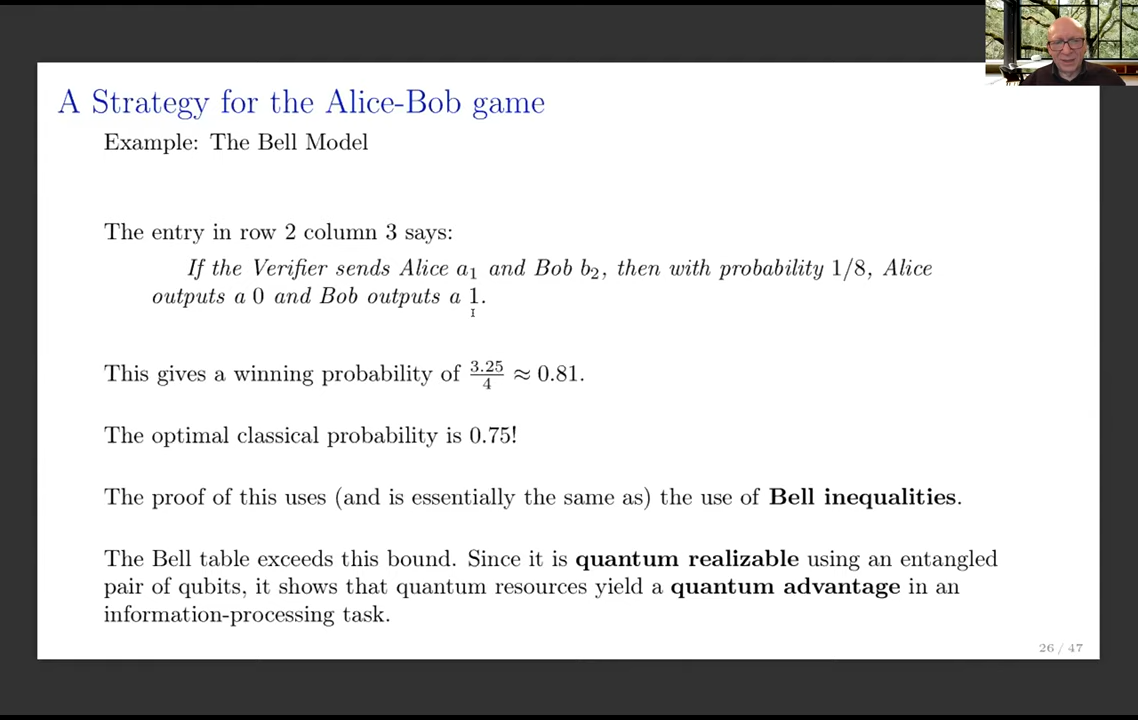 A Strategy for the Alice-Bob game
Example: The Bell Model
The entry in row 2 column 3 says:
If the Verifier sends Alice a₁ and Bob b₂, then with probability 1/8, Alice
outputs a 0 and Bob outputs a 1.
This gives a winning probability of 3.25/4 ≈ 0.81.
The optimal classical probability is 0.75!
The proof of this uses (and is essentially the same as) the use of Bell inequalities.
The Bell table exceeds this bound. Since it is quantum realizable using an entangled
pair of qubits, it shows that quantum resources yield a quantum advantage in an
information-processing task.
26 / 47